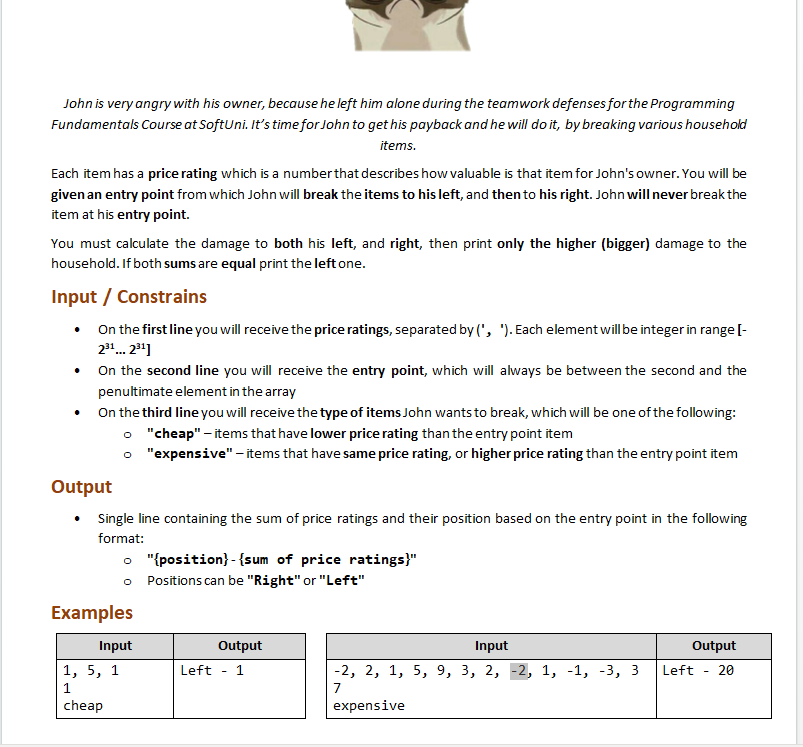 John is very angry with his owner, because he left him alone during the teamwork defenses for the Programming
Fundamentals Course at SoftUni. It's time for John to get his payback and he will do it, by breaking various household
items.
Each item has a price rating which is a number that describes how valuable is that item for John's owner. You will be
given an entry point from which John will break the items to his left, and then to his right. John will never break the
item at his entry point.
You must calculate the damage to both his left, and right, then print only the higher (bigger) damage to the
household. If both sums are equal print the left one.
Input / Constrains
• On the first line you will receive the price ratings, separated by (', '). Each element will be integer in range [-
2³¹… 2³¹]
• On the second line you will receive the entry point, which will always be between the second and the
penultimate element in the array
• On the third line you will receive the type of items John wants to break, which will be one of the following:
o "cheap" – items that have lower price rating than the entry point item
o "expensive" – items that have same price rating, or higher price rating than the entry point item
Output
• Single line containing the sum of price ratings and their position based on the entry point in the following
format:
o "{position} - {sum of price ratings}"
o Positions can be "Right" or "Left"
Examples
Input Output
1, 5, 1 Left - 1
1
cheap
Input Output
-2, 2, 1, 5, 9, 3, 2, -2, 1, -1, -3, 3 Left - 20
7
expensive